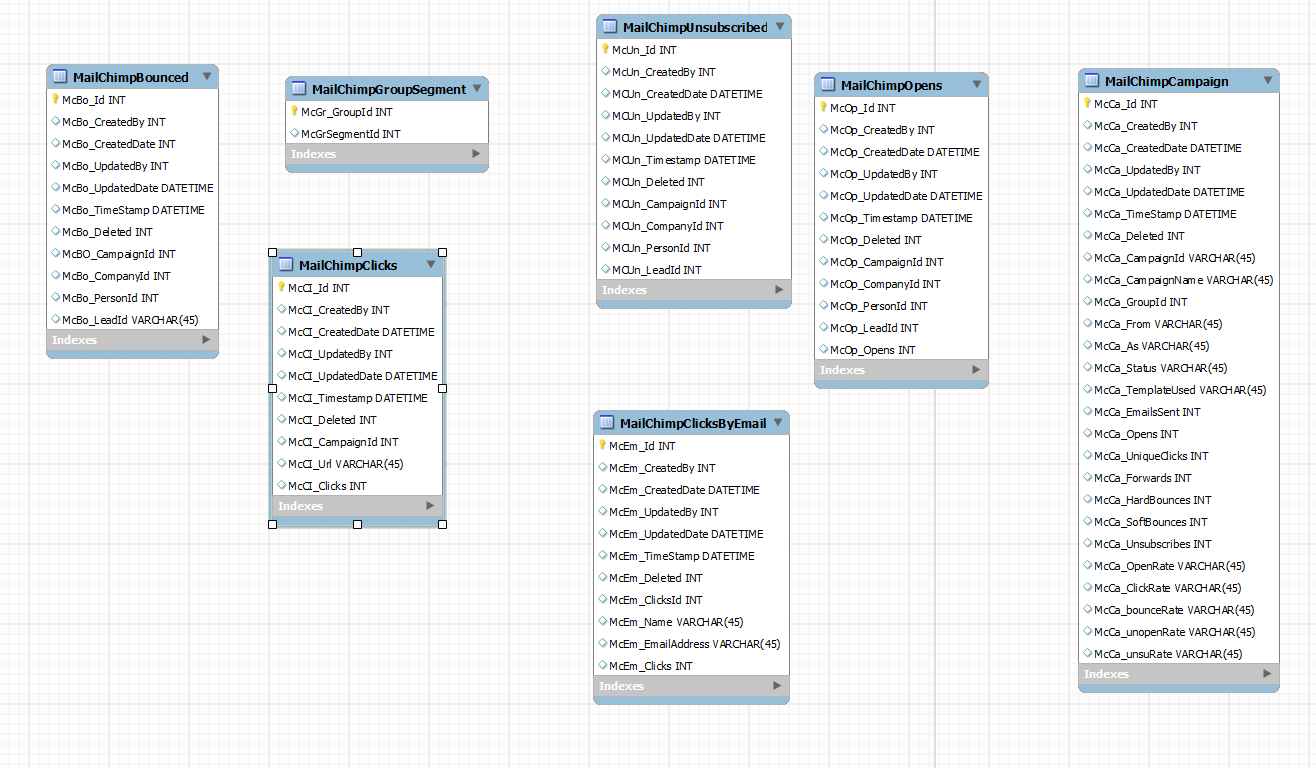 MailChimpBounced
McBo_Id INT
McBo_CreatedBy INT
McBo_CreatedDate INT
McBo_UpdatedBy INT
McBo_UpdatedDate DATETIME
McBo_TimeStamp DATETIME
McBo_Deleted INT
McBO_CampaignId INT
McBo_CompanyId INT
McBo_PersonId INT
McBo_LeadId VARCHAR(45)
Indexes
MailChimpGroupSegment
McGr_GroupId INT
McGrSegmentId INT
Indexes
MailChimpClicks
McCl_Id INT
McCl_CreatedBy INT
McCl_CreatedDate DATETIME
McCl_UpdatedBy INT
McCl_UpdatedDate DATETIME
McCl_Timestamp DATETIME
McCl_Deleted INT
McCl_CampaignId INT
McCl_Url VARCHAR(45)
McCl_Clicks INT
Indexes
MailChimpUnsubscribed
McUn_Id INT
McUn_CreatedBy INT
MCUn_CreatedDate DATETIME
MCUn_UpdatedBy INT
MCUn_UpdatedDate DATETIME
MCUn_Timestamp DATETIME
MCUn_Deleted INT
MCUn_CampaignId INT
MCUn_CompanyId INT
MCUn_PersonId INT
MCUn_LeadId INT
Indexes
MailChimpClicksByEmail
McEm_Id INT
McEm_CreatedBy INT
McEm_CreatedDate DATETIME
McEm_UpdatedBy INT
McEm_UpdatedDate DATETIME
McEm_TimeStamp DATETIME
McEm_Deleted INT
McEm_ClicksId INT
McEm_Name VARCHAR(45)
McEm_EmailAddress VARCHAR(45)
McEm_Clicks INT
Indexes
MailChimpOpens
McOp_Id INT
McOp_CreatedBy INT
McOp_CreatedDate DATETIME
McOp_UpdatedBy INT
McOp_UpdatedDate DATETIME
McOp_Timestamp DATETIME
McOp_Deleted INT
McOp_CampaignId INT
McOp_CompanyId INT
McOp_PersonId INT
McOp_LeadId INT
McOp_Opens INT
Indexes
MailChimpCampaign
McCa_Id INT
McCa_CreatedBy INT
McCa_CreatedDate DATETIME
McCa_UpdatedBy INT
McCa_UpdatedDate DATETIME
McCa_TimeStamp DATETIME
McCa_Deleted INT
McCa_CampaignId VARCHAR(45)
McCa_CampaignName VARCHAR(45)
McCa_GroupId INT
McCa_From VARCHAR(45)
McCa_As VARCHAR(45)
McCa_Status VARCHAR(45)
McCa_TemplateUsed VARCHAR(45)
McCa_EmailsSent INT
McCa_Opens INT
McCa_UniqueClicks INT
McCa_Forwards INT
McCa_HardBounces INT
McCa_SoftBounces INT
McCa_Unsubscribes INT
McCa_OpenRate VARCHAR(45)
McCa_ClickRate VARCHAR(45)
McCa_bounceRate VARCHAR(45)
McCa_unopenRate VARCHAR(45)
McCa_unsuRate VARCHAR(45)
Indexes